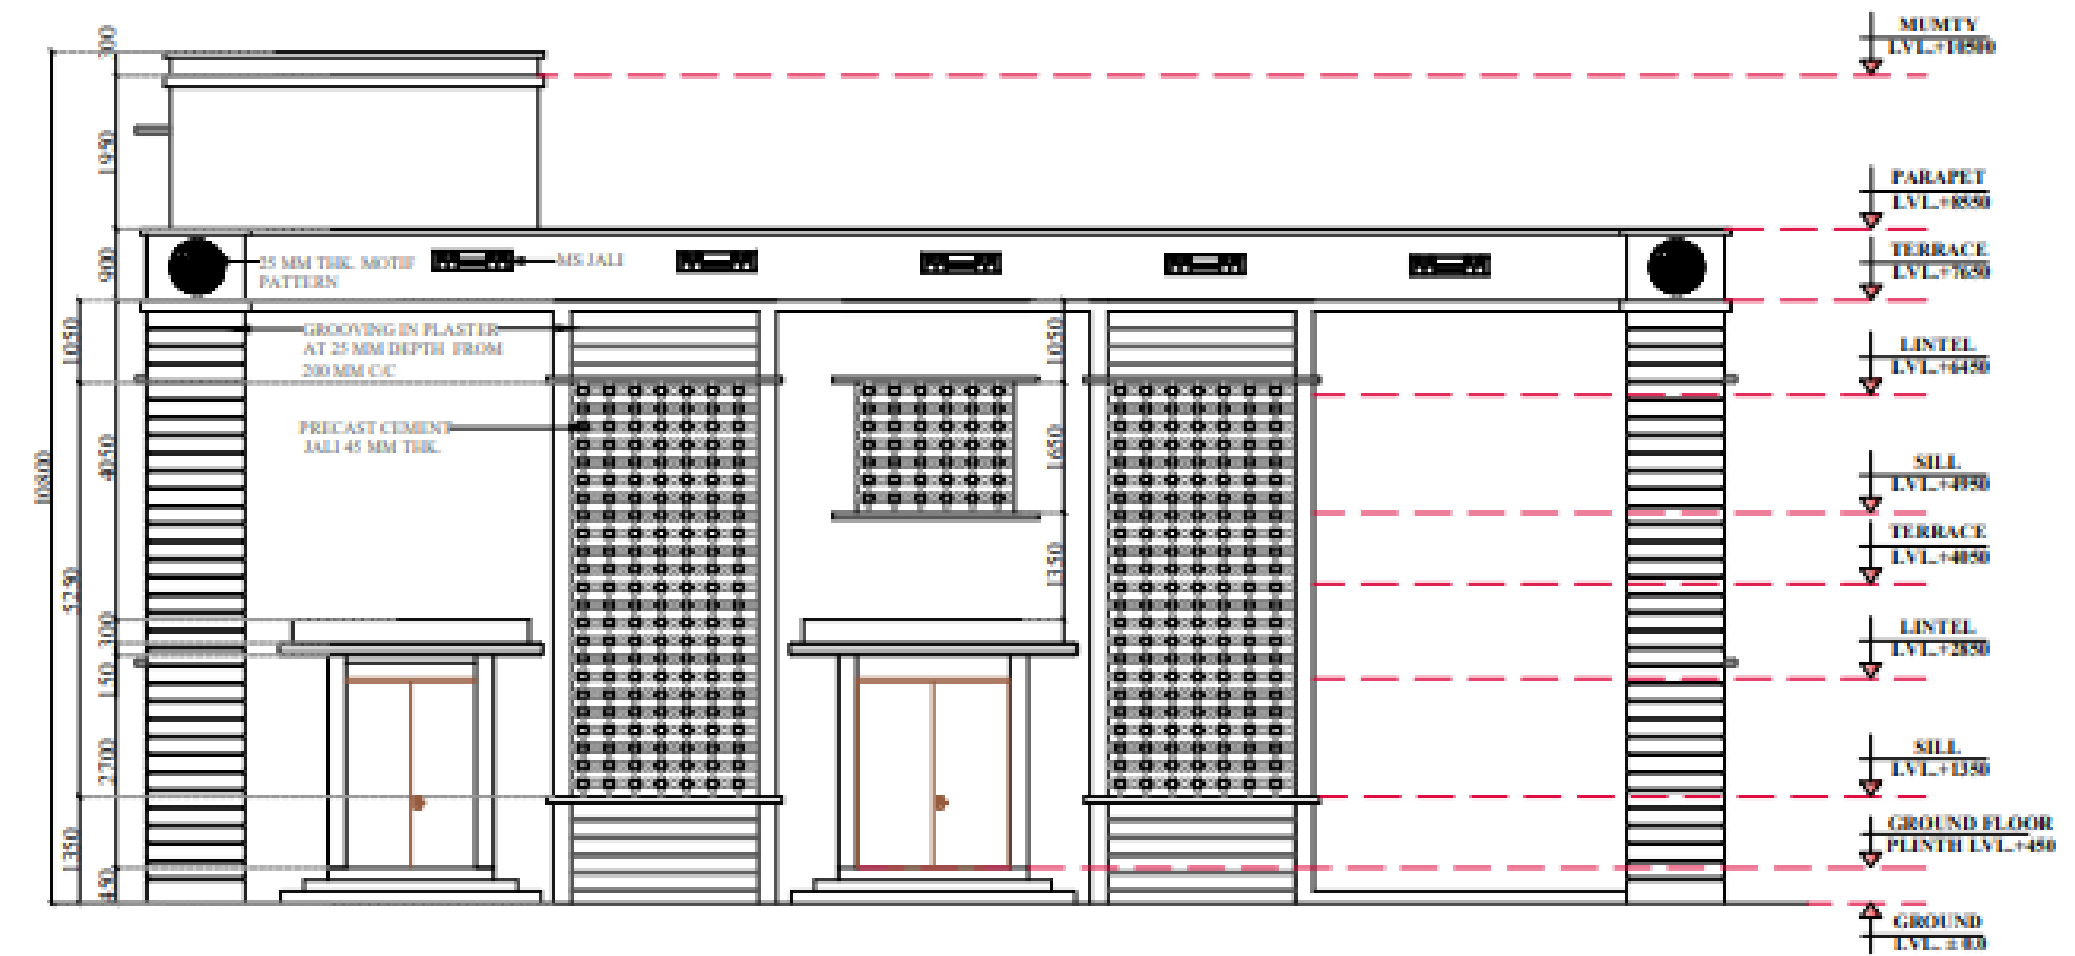 MUMTY
LVL.+10500
PARAPET
LVL.+8550
TERRACE
LVL.+7650
LINTEL
LVL.+6450
SILL
LVL.+4950
TERRACE
LVL.+4050
LINTEL
LVL.+2850
SILL
LVL.+1350
GROUND FLOOR
PLINTH LVL.+450
GROUND
LVL. ±0.0
25 MM THK. MOTIF
PATTERN
MS JALI
GROOVING IN PLASTER
AT 25 MM DEPTH FROM
200 MM C/C
PRECAST CEMENT
JALI 45 MM THK.
300
1950
900
4050
300
150
2700
450
1050
5250
1350
10800
1050
1650
1350